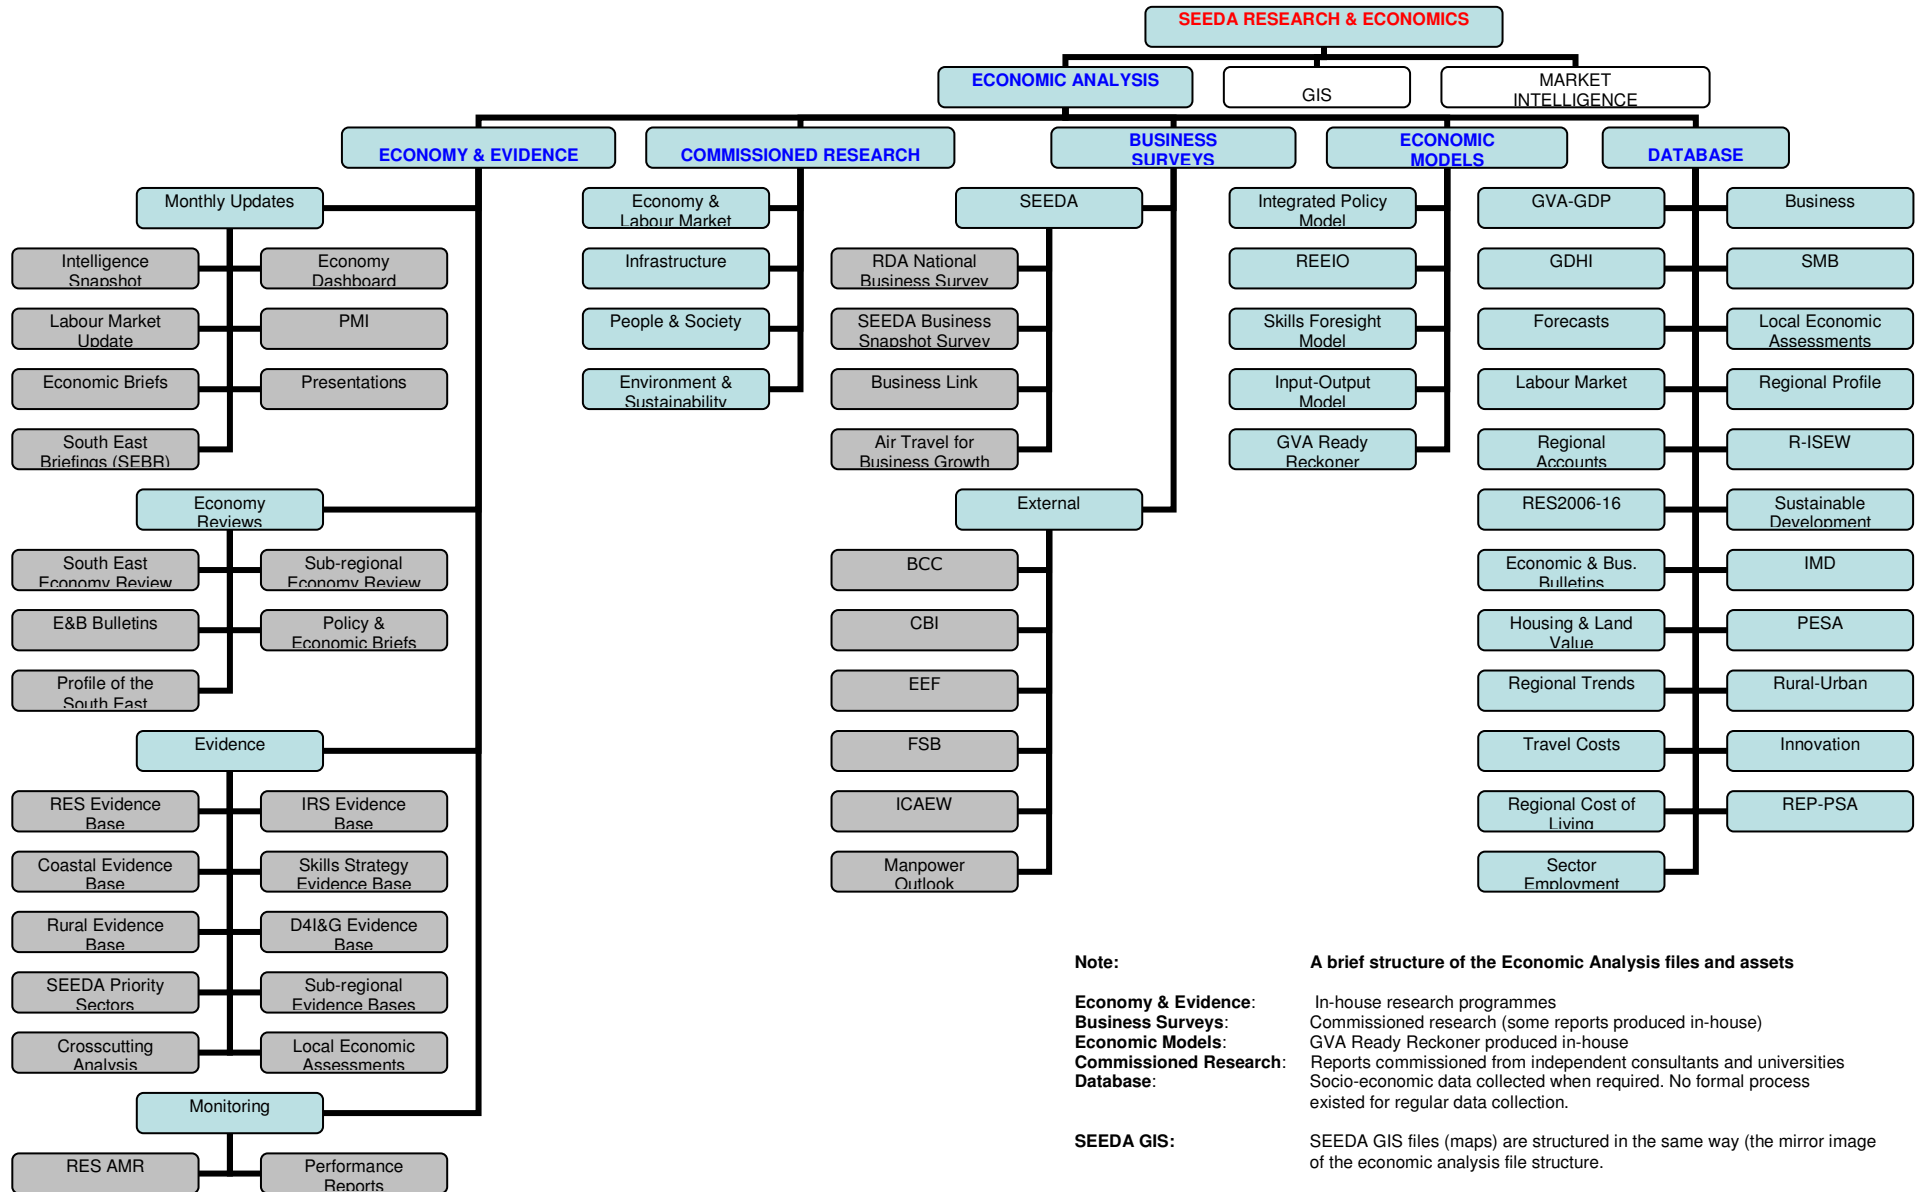 SEEDA RESEARCH & ECONOMICS
ECONOMIC ANALYSIS
GIS
MARKET
INTELLIGENCE
ECONOMY & EVIDENCE
COMMISSIONED RESEARCH
BUSINESS
SURVEYS
ECONOMIC
MODELS
DATABASE
Monthly Updates
Intelligence
Snapshot
Economy
Dashboard
Labour Market
Update
PMI
Economic Briefs
Presentations
South East
Briefings (SEBR)
Economy
Reviews
South East
Economy Review
Sub-regional
Economy Review
E&B Bulletins
Policy &
Economic Briefs
Profile of the
South East
Evidence
RES Evidence
Base
IRS Evidence
Base
Coastal Evidence
Base
Skills Strategy
Evidence Base
Rural Evidence
Base
D4I&G Evidence
Base
SEEDA Priority
Sectors
Sub-regional
Evidence Bases
Crosscutting
Analysis
Local Economic
Assessments
Monitoring
RES AMR
Performance
Reports
Economy &
Labour Market
Infrastructure
People & Society
Environment &
Sustainability
SEEDA
RDA National
Business Survey
SEEDA Business
Snapshot Survey
Business Link
Air Travel for
Business Growth
External
BCC
CBI
EEF
FSB
ICAEW
Manpower
Outlook
Integrated Policy
Model
REEIO
Skills Foresight
Model
Input-Output
Model
GVA Ready
Reckoner
GVA-GDP
Business
GDHI
SMB
Forecasts
Local Economic
Assessments
Labour Market
Regional Profile
Regional
Accounts
R-ISEW
RES2006-16
Sustainable
Development
Economic & Bus.
Bulletins
IMD
Housing & Land
Value
PESA
Regional Trends
Rural-Urban
Travel Costs
Innovation
Regional Cost of
Living
REP-PSA
Sector
Employment
Note: A brief structure of the Economic Analysis files and assets
Economy & Evidence: In-house research programmes
Business Surveys: Commissioned research (some reports produced in-house)
Economic Models: GVA Ready Reckoner produced in-house
Commissioned Research: Reports commissioned from independent consultants and universities
Database: Socio-economic data collected when required. No formal process
existed for regular data collection.
SEEDA GIS: SEEDA GIS files (maps) are structured in the same way (the mirror image
of the economic analysis file structure.